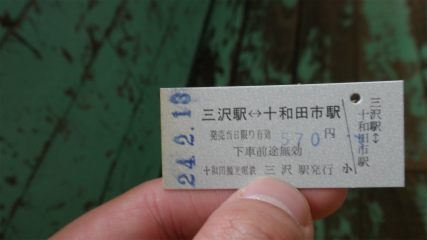 24.2.18
三沢駅↔十和田市駅
発売当日限り有効
570円
下車前途無効
十和田観光電鉄 三沢駅発行
小
三沢駅↔
十和田市駅